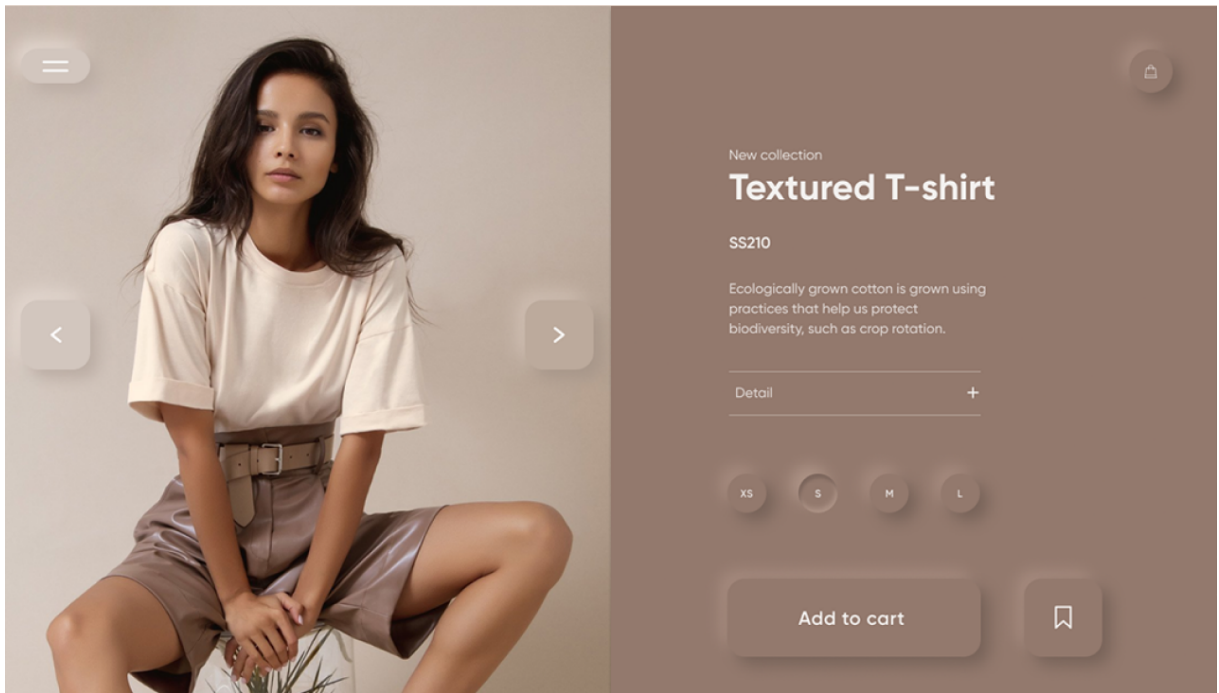 New collection
Textured T-shirt
SS210
Ecologically grown cotton is grown using
practices that help us protect
biodiversity, such as crop rotation.
Detail +
XS S M L
Add to cart